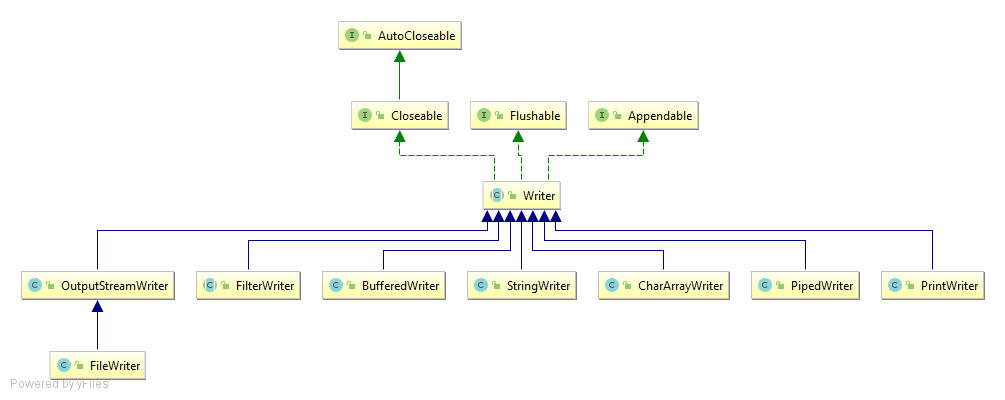 I AutoCloseable
I Closeable I Flushable I Appendable
C Writer
C OutputStreamWriter C FilterWriter C BufferedWriter C StringWriter C CharArrayWriter C PipedWriter C PrintWriter
C FileWriter
Powered by yFiles